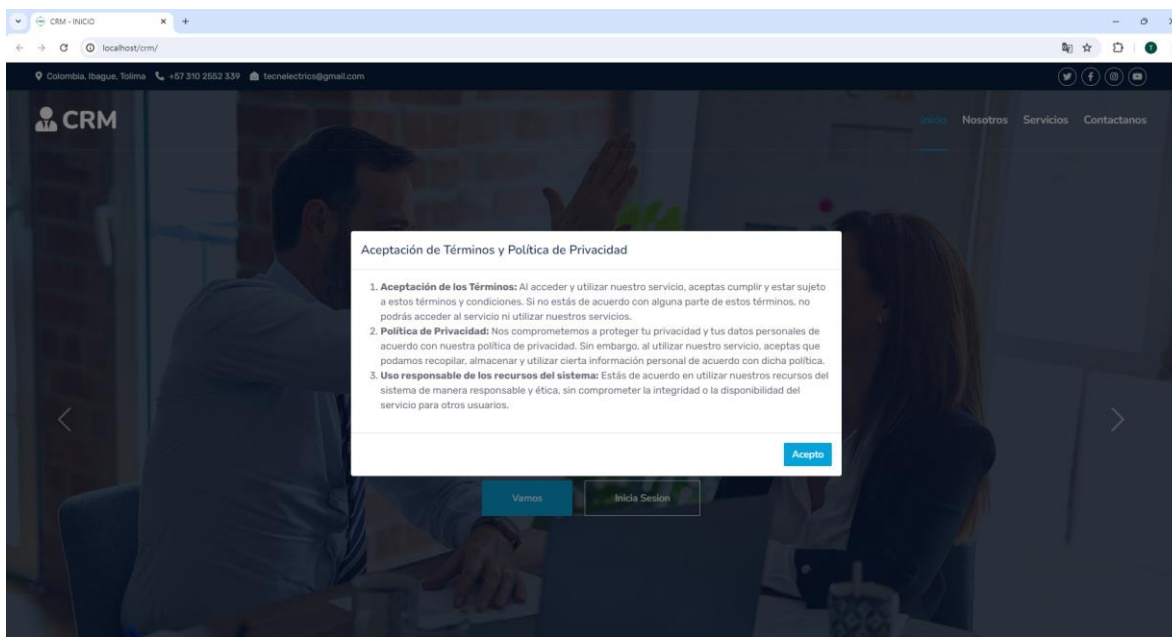 CRM - INICIO
localhost/crm/
Colombia, Ibague, Tolima +57 310 2552 339 tecnelectrics@gmail.com
CRM
Inicio Nosotros Servicios Contactanos
Aceptación de Términos y Política de Privacidad
1. Aceptación de los Términos: Al acceder y utilizar nuestro servicio, aceptas cumplir y estar sujeto
a estos términos y condiciones. Si no estás de acuerdo con alguna parte de estos términos, no
podrás acceder al servicio ni utilizar nuestros servicios.
2. Política de Privacidad: Nos comprometemos a proteger tu privacidad y tus datos personales de
acuerdo con nuestra política de privacidad. Sin embargo, al utilizar nuestro servicio, aceptas que
podamos recopilar, almacenar y utilizar cierta información personal de acuerdo con dicha política.
3. Uso responsable de los recursos del sistema: Estás de acuerdo en utilizar nuestros recursos del
sistema de manera responsable y ética, sin comprometer la integridad o la disponibilidad del
servicio para otros usuarios.
Acepto
Vamos Inicia Sesion